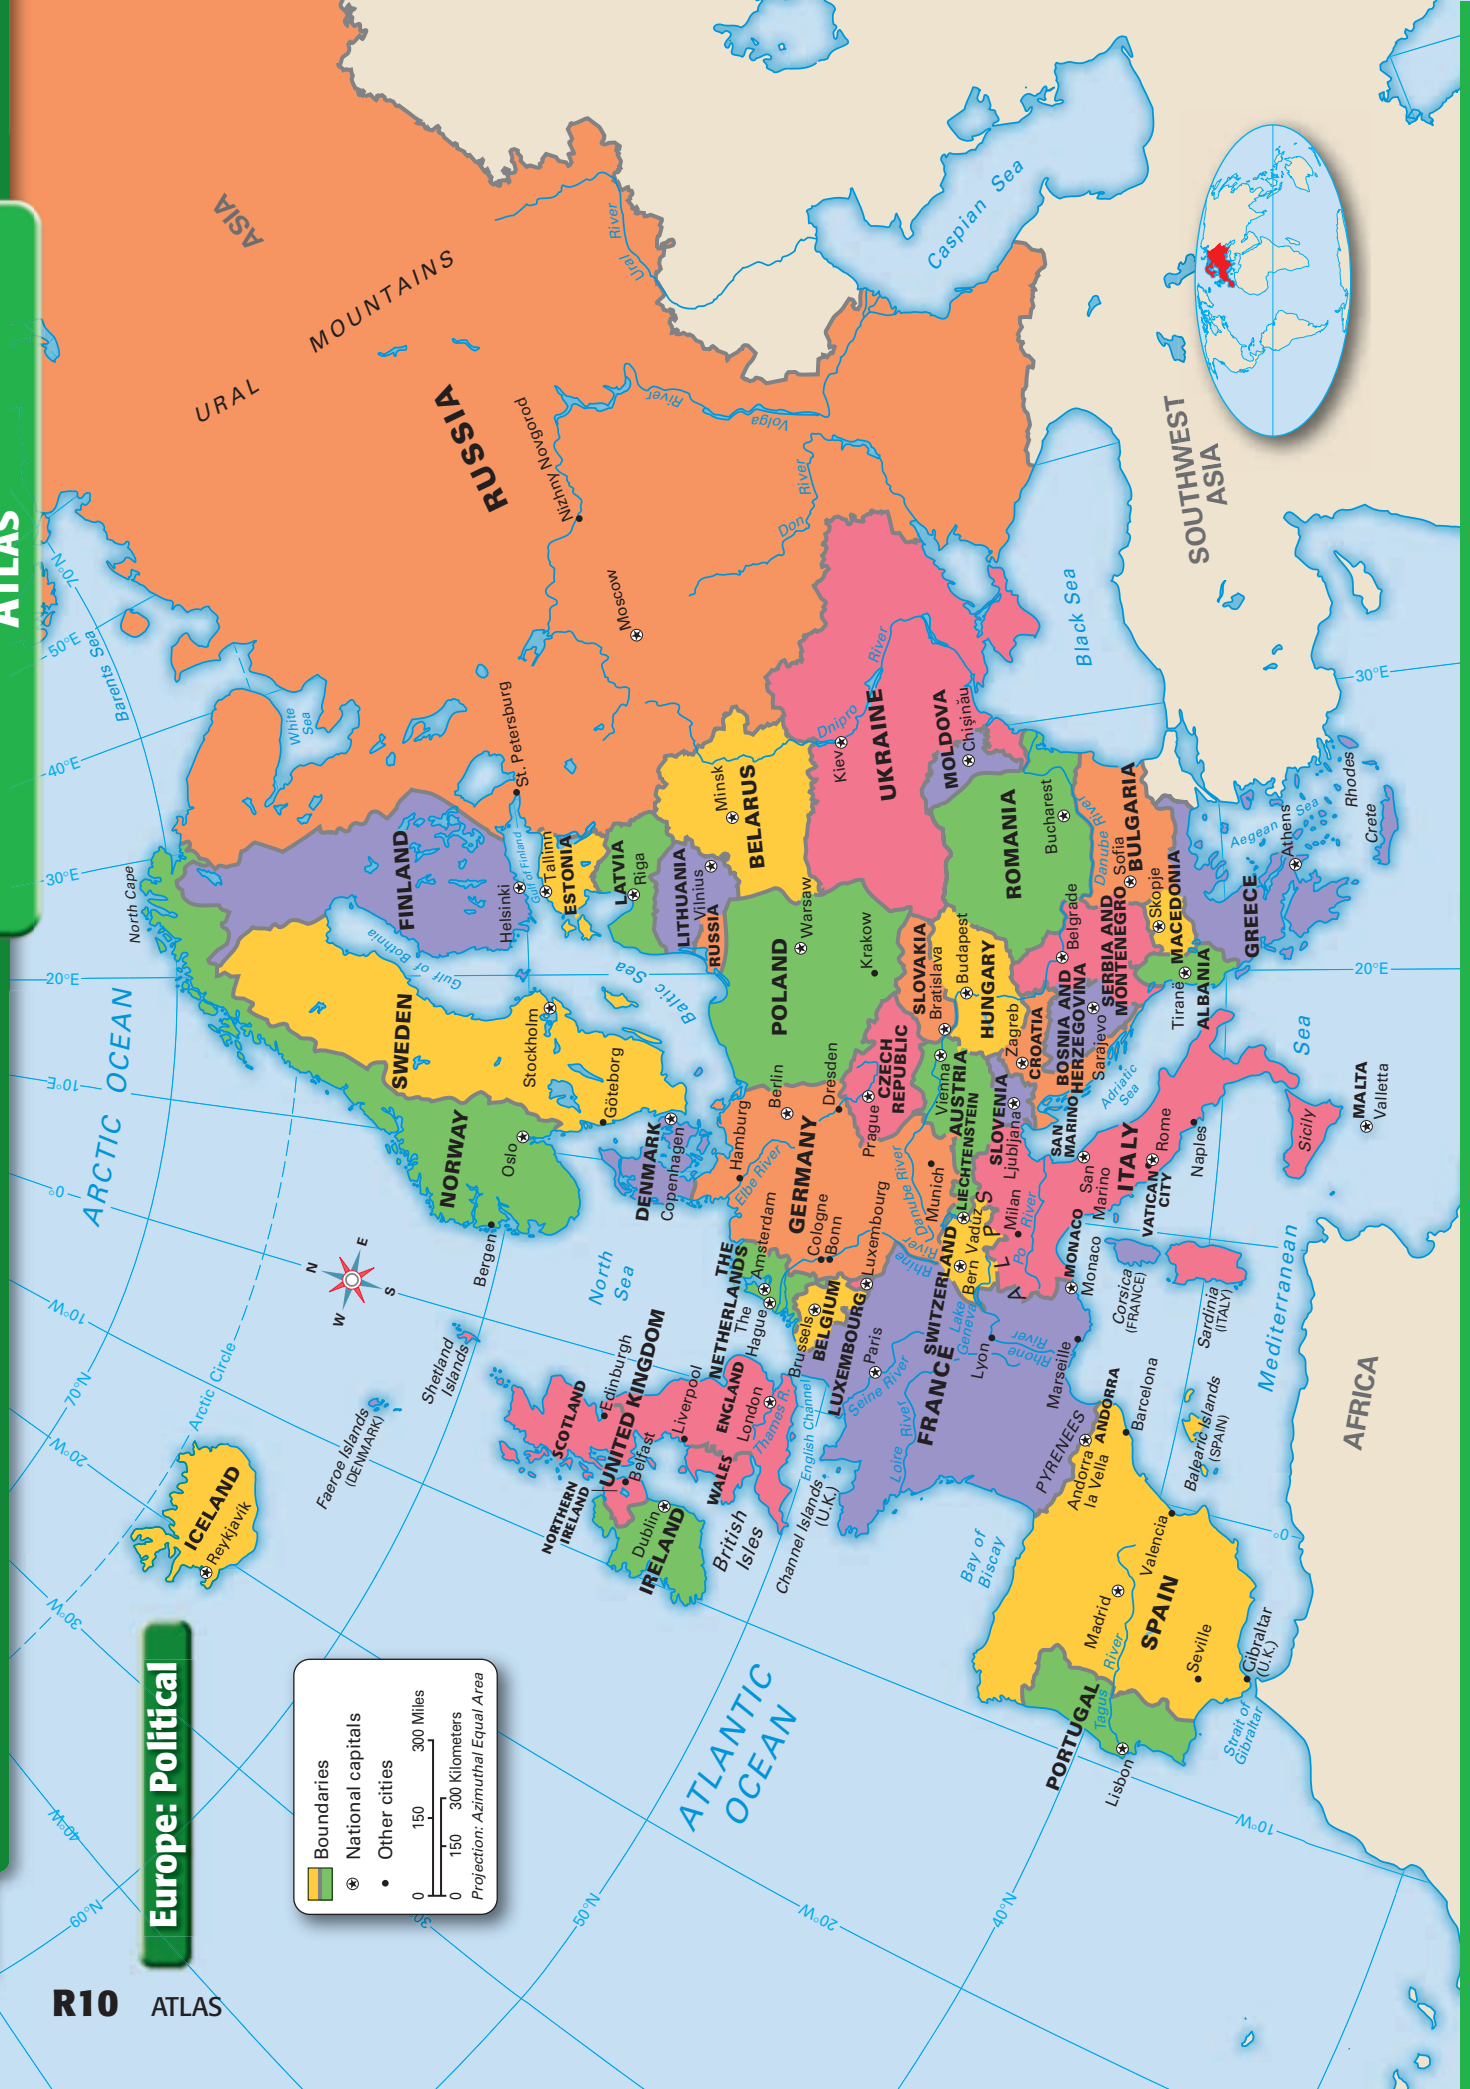 ATLAS
Europe: Political
Boundaries
National capitals
Other cities
0 150 300 Miles
0 150 300 Kilometers
Projection: Azimuthal Equal Area
R10 ATLAS
ARCTIC OCEAN
ATLANTIC
OCEAN
Barents Sea
White
Sea
North Cape
Arctic Circle
N
E
S
W
ASIA
URAL MOUNTAINS
RUSSIA
Nizhny Novgorod
Moscow
St. Petersburg
Ural River
Volga River
Don River
Caspian Sea
Black Sea
SOUTHWEST
ASIA
ICELAND
Reykjavik
Faeroe Islands
(DENMARK)
Shetland
Islands
NORWAY
Oslo
Bergen
SWEDEN
Stockholm
Göteborg
FINLAND
Helsinki
Gulf of Bothnia
Gulf of Finland
Baltic Sea
North
Sea
ESTONIA
Tallinn
LATVIA
Riga
LITHUANIA
Vilnius
RUSSIA
BELARUS
Minsk
POLAND
Warsaw
Krakow
UKRAINE
Kiev
Dnipro River
MOLDOVA
Chişinău
ROMANIA
Bucharest
Danube River
BULGARIA
Sofia
DENMARK
Copenhagen
SCOTLAND
Edinburgh
UNITED KINGDOM
NORTHERN
IRELAND
Belfast
IRELAND
Dublin
Liverpool
ENGLAND
WALES
London
Thames R.
British
Isles
English Channel
Channel Islands
(U.K.)
THE
NETHERLANDS
Amsterdam
The
Hague
BELGIUM
Brussels
LUXEMBOURG
Luxembourg
GERMANY
Hamburg
Berlin
Dresden
Cologne
Bonn
Munich
Elbe River
Rhine River
Danube River
CZECH
REPUBLIC
Prague
SLOVAKIA
Bratislava
AUSTRIA
Vienna
HUNGARY
Budapest
LIECHTENSTEIN
Vaduz
SWITZERLAND
Bern
Lake
Geneva
ALPS
FRANCE
Paris
Seine River
Loire River
Lyon
Rhone River
Marseille
Bay of
Biscay
PYRENEES
ANDORRA
Andorra
la Vella
MONACO
Monaco
SPAIN
Madrid
Barcelona
Valencia
Seville
Balearic Islands
(SPAIN)
Gibraltar
(U.K.)
Strait of
Gibraltar
PORTUGAL
Lisbon
Tagus River
ITALY
Rome
Milan
Naples
Po River
VATICAN
CITY
SAN
MARINO
San
Marino
Corsica
(FRANCE)
Sardinia
(ITALY)
Sicily
MALTA
Valletta
SLOVENIA
Ljubljana
CROATIA
Zagreb
BOSNIA AND
HERZEGOVINA
Sarajevo
SERBIA AND
MONTENEGRO
Belgrade
MACEDONIA
Skopje
ALBANIA
Tiranë
GREECE
Athens
Adriatic
Sea
Aegean Sea
Crete
Rhodes
Mediterranean Sea
AFRICA
70°N
50°E
40°E
30°E
20°E
10°E
0°
10°W
70°N
20°W
30°W
40°W
60°N
30°
50°N
20°W
40°N
10°W
0°
20°E
30°E